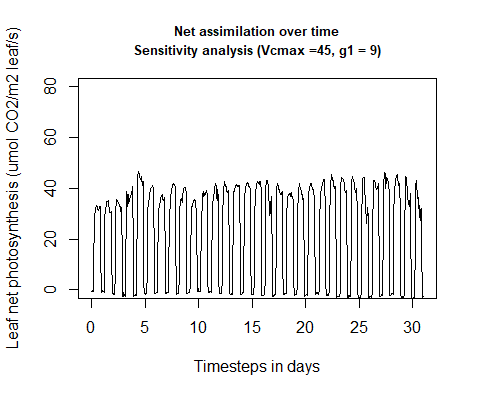 Net assimilation over time
Sensitivity analysis (Vcmax =45, g1 = 9)
Leaf net photosynthesis (umol CO2/m2 leaf/s)
80
60
40
20
0
0 5 10 15 20 25 30
Timesteps in days